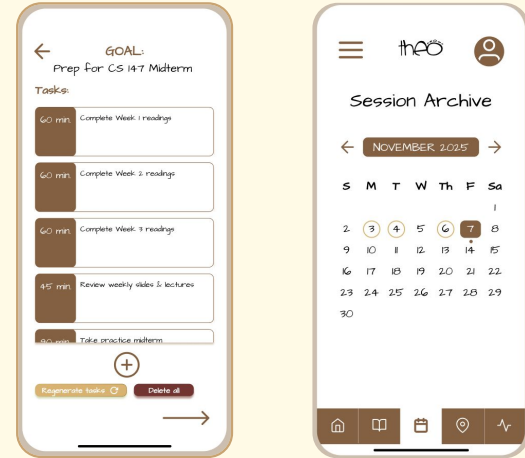 GOAL:
Prep for CS 147 Midterm
Tasks:
60 min. Complete Week 1 readings
60 min. Complete Week 2 readings
60 min. Complete Week 3 readings
45 min. Review weekly slides & lectures
90 min. Take practice midterm
Regenerate tasks
Delete all
theo
Session Archive
NOVEMBER 2025
S M T W Th F Sa
1
2 3 4 5 6 7 8
9 10 11 12 13 14 15
16 17 18 19 20 21 22
23 24 25 26 27 28 29
30